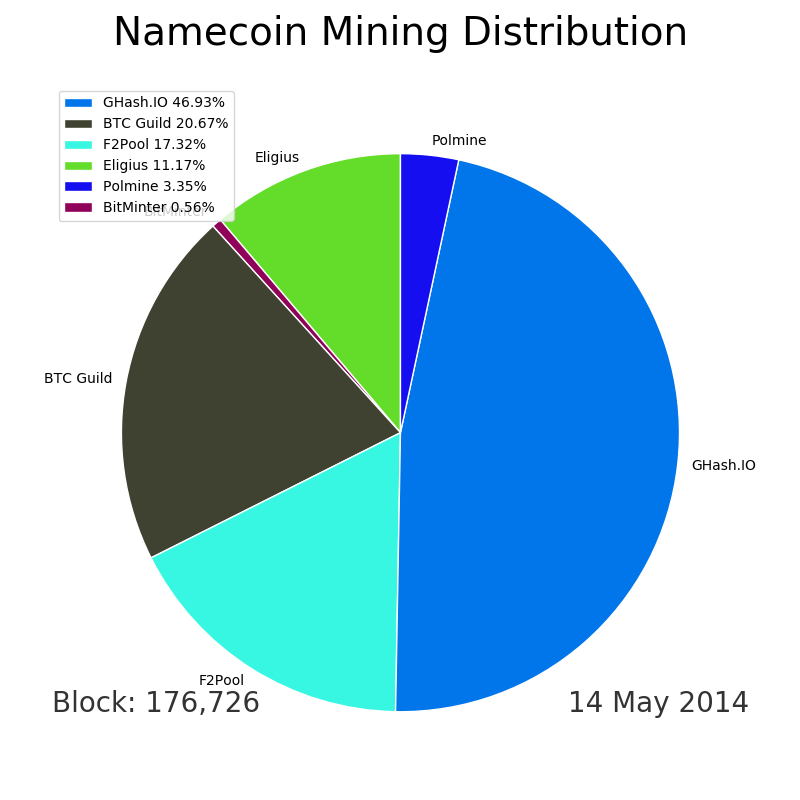 Namecoin Mining Distribution
GHash.IO 46.93%
BTC Guild 20.67%
F2Pool 17.32%
Eligius 11.17%
Polmine 3.35%
BitMinter 0.56%
Polmine
Eligius
BitMinter
BTC Guild
GHash.IO
F2Pool
Block: 176,726
14 May 2014